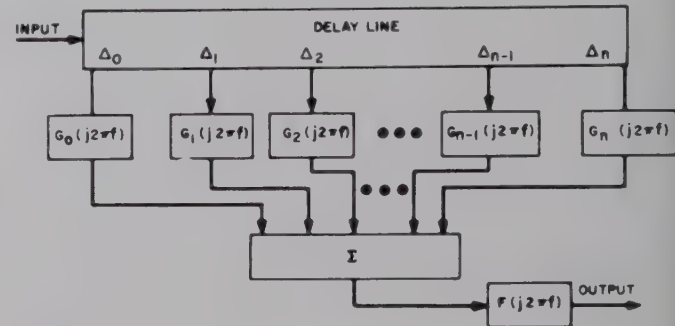 INPUT
DELAY LINE
Δ0 Δ1 Δ2 Δn-1 Δn
G0(j2πf) G1(j2πf) G2(j2πf) ••• Gn-1(j2πf) Gn(j2πf)
•••
Σ
F(j2πf) OUTPUT